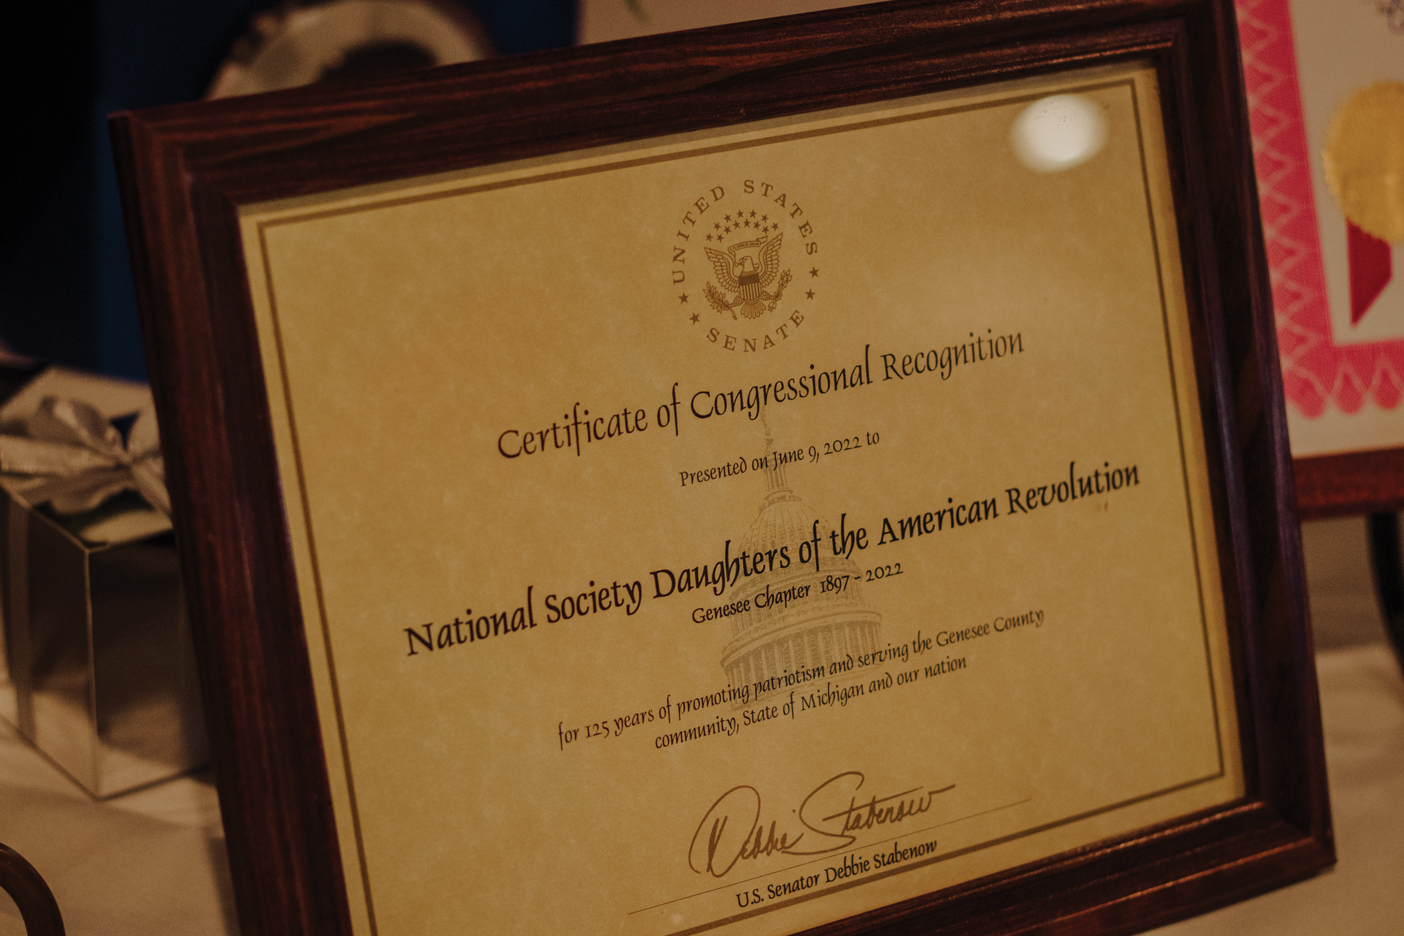 UNITED STATES
SENATE
Certificate of Congressional Recognition
Presented on June 9, 2022 to
National Society Daughters of the American Revolution
Genesee Chapter 1897 - 2022
for 125 years of promoting patriotism and serving the Genesee County
community, State of Michigan and our nation
Debbie Stabenow
U.S. Senator Debbie Stabenow